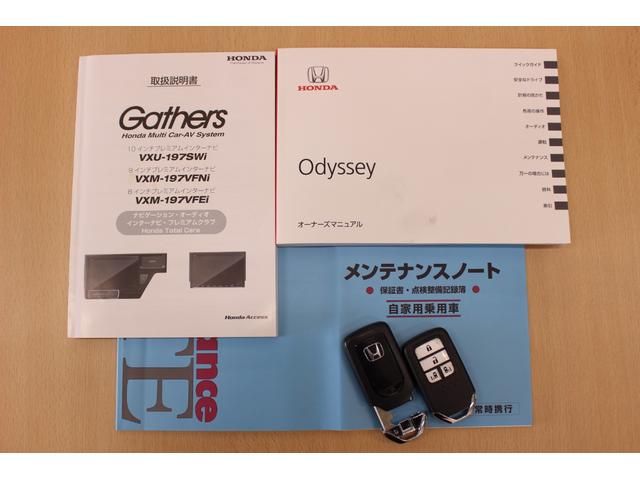 HONDA
The Power of Dreams
取扱説明書
Gathers
Honda Multi Car-AV System
10インチプレミアムインターナビ
VXU-197SWi
9インチプレミアムインターナビ
VXM-197VFNi
8インチプレミアムインターナビ
VXM-197VFEi
ナビゲーション・オーディオ
インターナビ・プレミアムクラブ
Honda Total Care
Honda Access
HONDA
Odyssey
オーナーズマニュアル
クイックガイド
安全なドライブ
計器の見かた
各部の操作
オーディオ
運転
メンテナンス
万一の場合には
資料
索引
メンテナンスノート
保証書・点検整備記録簿
自家用乗用車
常時携行